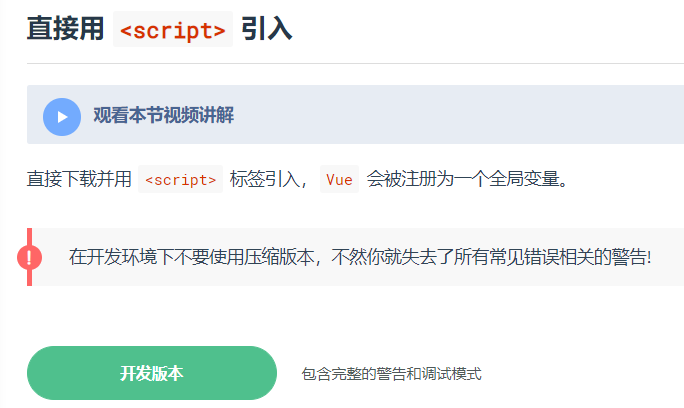 直接用 <script> 引入
观看本节视频讲解
直接下载并用 <script> 标签引入，Vue 会被注册为一个全局变量。
!
在开发环境下不要使用压缩版本，不然你就失去了所有常见错误相关的警告!
开发版本 包含完整的警告和调试模式